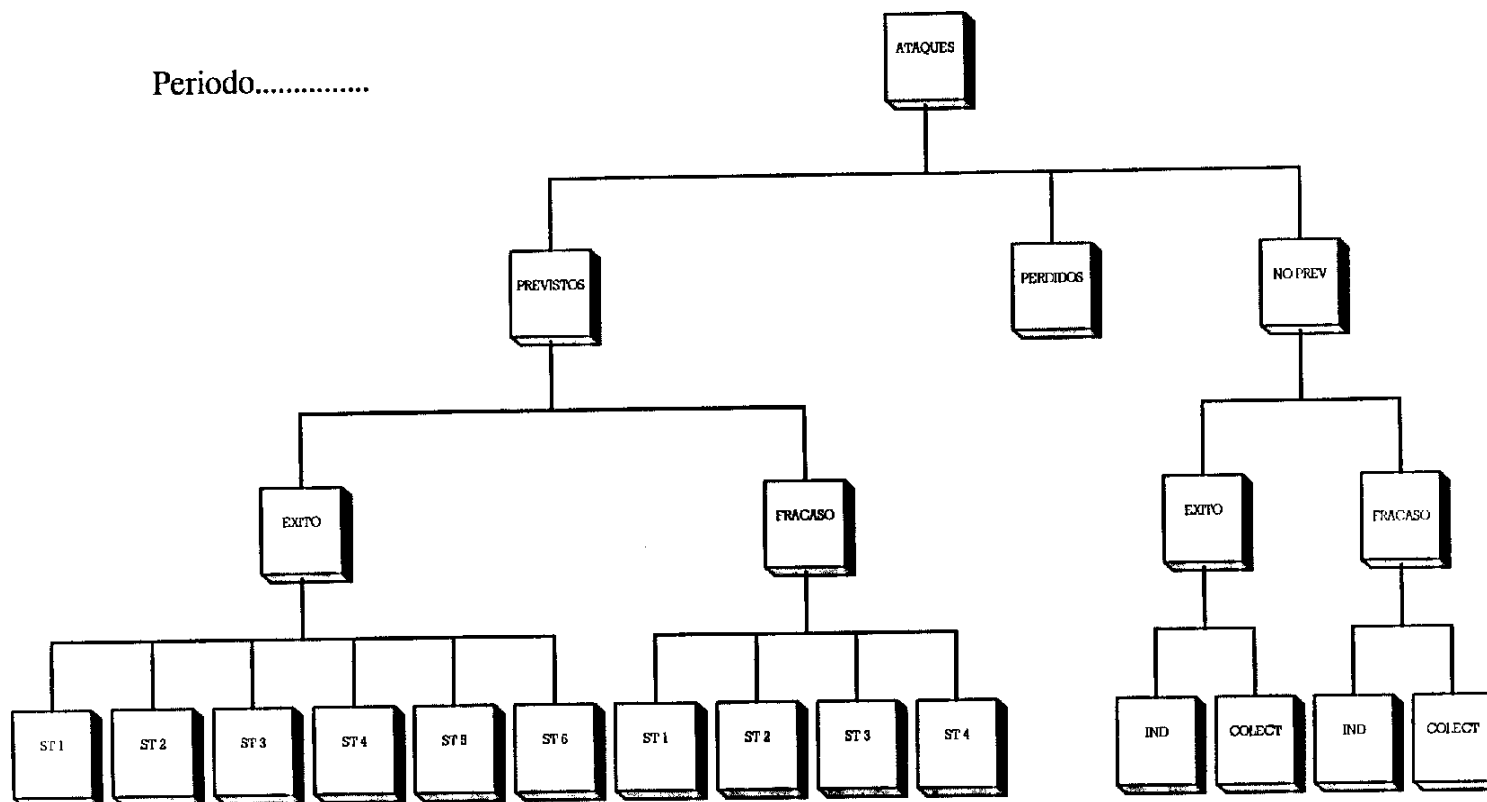 ATAQUES
Periodo...............
PREVISTOS
PERDIDOS
NO PREV
EXITO
FRACASO
EXITO
FRACASO
ST 1
ST 2
ST 3
ST 4
ST 5
ST 6
ST 1
ST 2
ST 3
ST 4
IND
COLECT
IND
COLECT